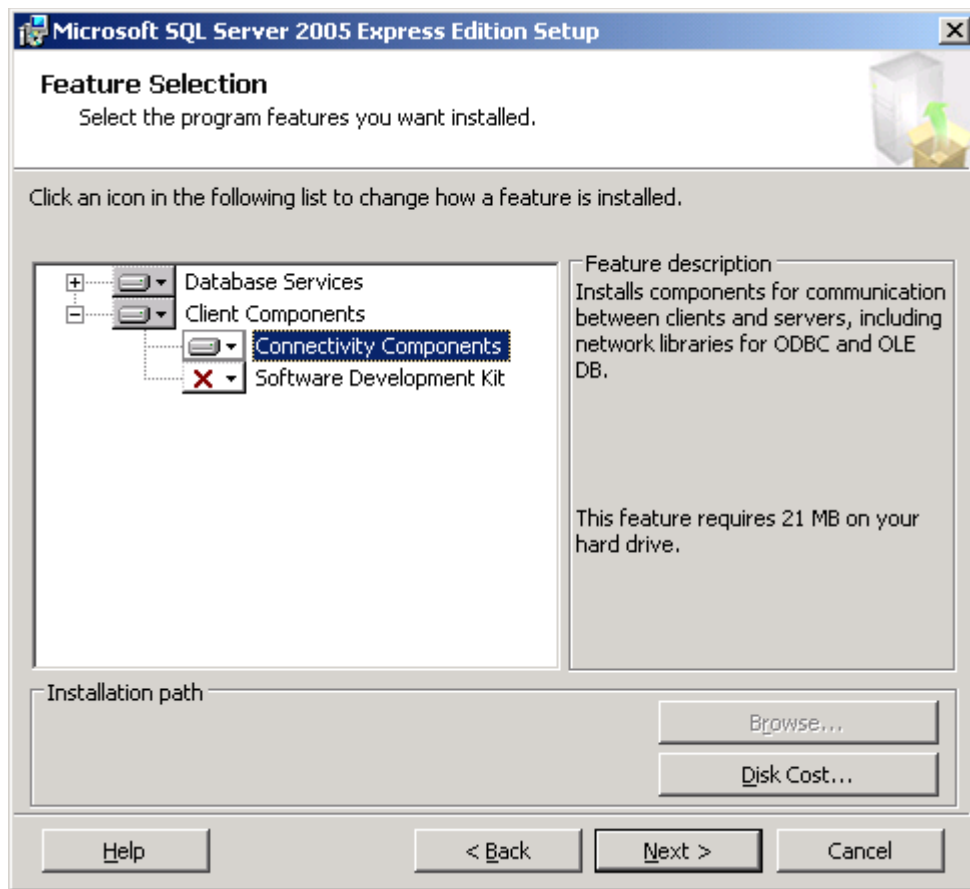 Microsoft SQL Server 2005 Express Edition Setup
Feature Selection
Select the program features you want installed.
Click an icon in the following list to change how a feature is installed.
Database Services
Client Components
Connectivity Components
Software Development Kit
Feature description
Installs components for communication
between clients and servers, including
network libraries for ODBC and OLE
DB.
This feature requires 21 MB on your
hard drive.
Installation path
Browse...
Disk Cost...
Help
< Back
Next >
Cancel